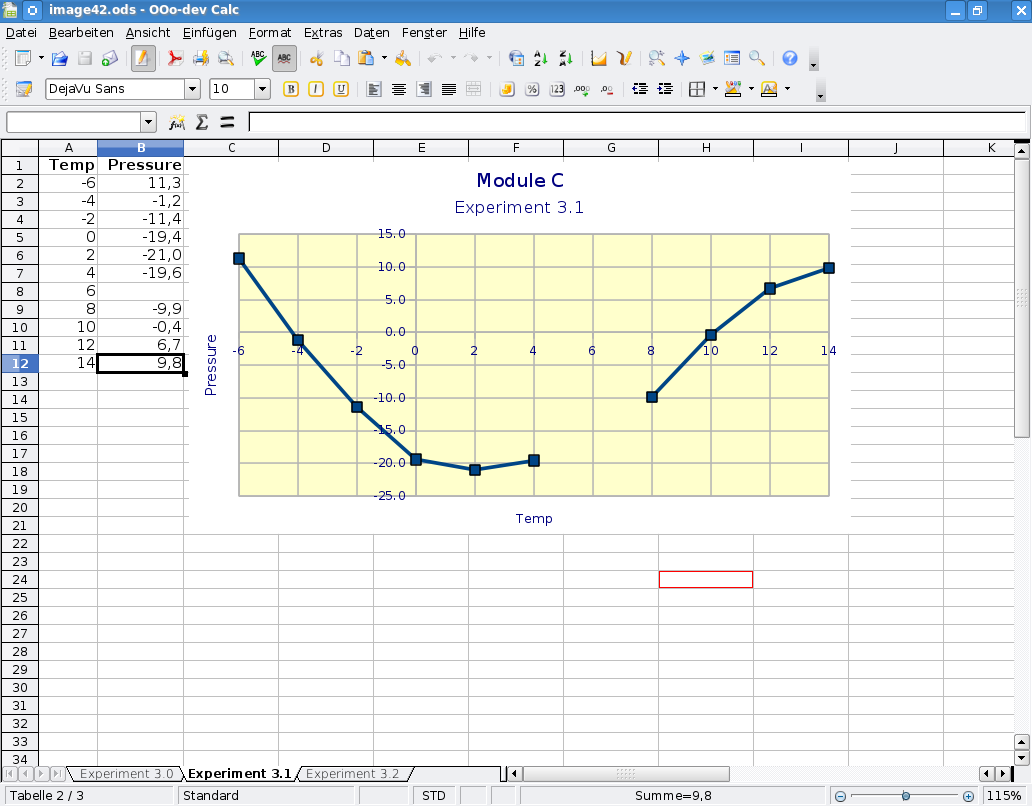 image42.ods - OOo-dev Calc
Datei Bearbeiten Ansicht Einfügen Format Extras Daten Fenster Hilfe
ABC ABC
DejaVu Sans 10 B I U % 123 .000 .00
f(x) Σ =
A B C D E F G H I J K
1 Temp Pressure
2 -6 11,3
3 -4 -1,2
4 -2 -11,4
5 0 -19,4
6 2 -21,0
7 4 -19,6
8 6
9 8 -9,9
10 10 -0,4
11 12 6,7
12 14 9,8
13
14
15
16
17
18
19
20
21
22
23
24
25
26
27
28
29
30
31
32
33
34
Module C
Experiment 3.1
15.0
10.0
5.0
0.0
-5.0
-10.0
-15.0
-20.0
-25.0
-6 -4 -2 0 2 4 6 8 10 12 14
Pressure
Temp
Experiment 3.0 Experiment 3.1 Experiment 3.2
Tabelle 2 / 3 Standard STD Summe=9,8 115%